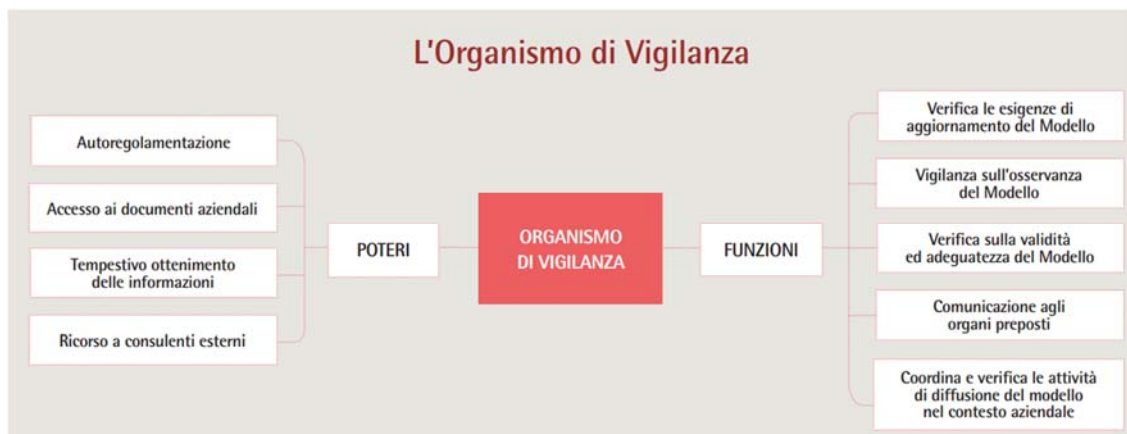 L'Organismo di Vigilanza
Autoregolamentazione
Accesso ai documenti aziendali
Tempestivo ottenimento
delle informazioni
Ricorso a consulenti esterni
POTERI
ORGANISMO
DI VIGILANZA
FUNZIONI
Verifica le esigenze di
aggiornamento del Modello
Vigilanza sull'osservanza
del Modello
Verifica sulla validità
ed adeguatezza del Modello
Comunicazione agli
organi preposti
Coordina e verifica le attività
di diffusione del modello
nel contesto aziendale